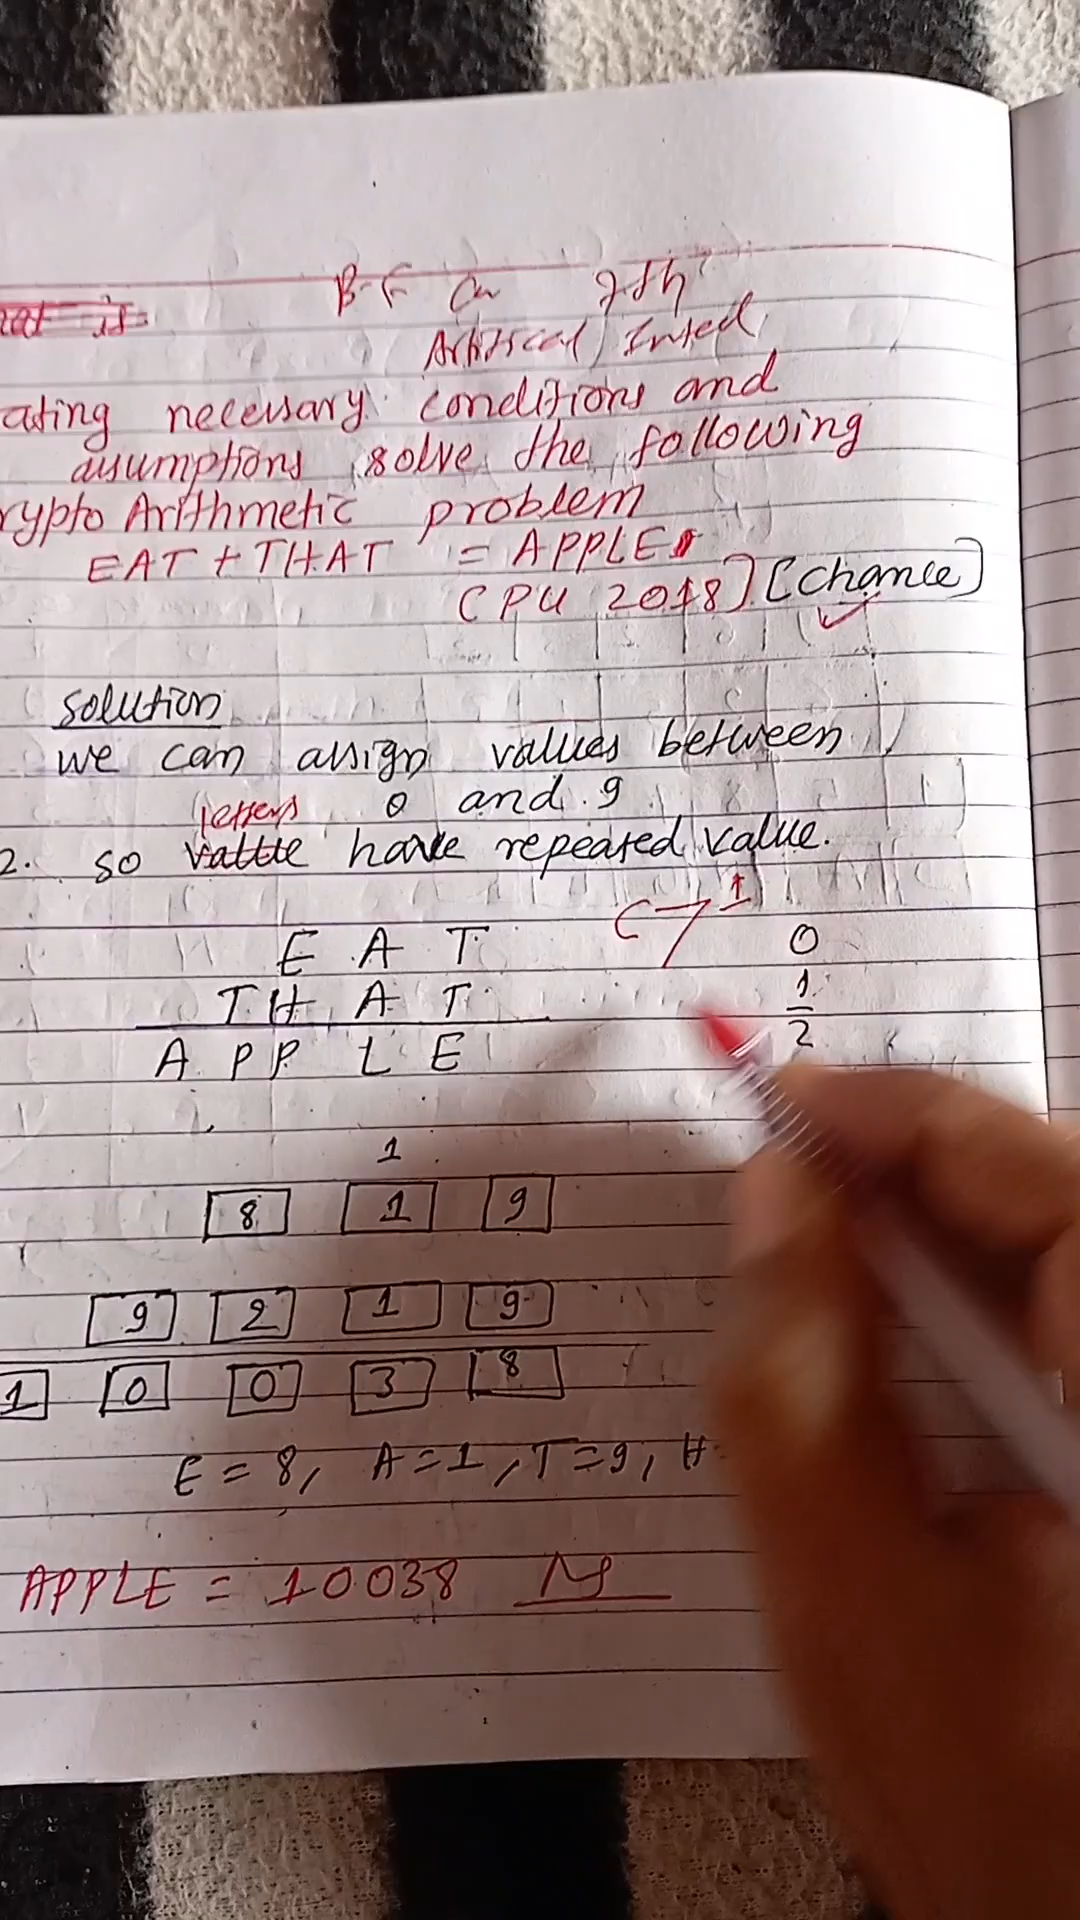 is
ating necessary conditions and
assumptions solve the following
rypto Arithmetic problem
EAT + THAT = APPLE
[PU 2018] [Chance]
solution
we can assign values between
letters 0 and 9
2. so have repeated value.
1
E A T C7 0
T H A T 1
A P P L E 2
1
8 1 9
9 2 1 9
1 0 0 3 8
E = 8, A = 1, T = 9, H
APPLE = 10038